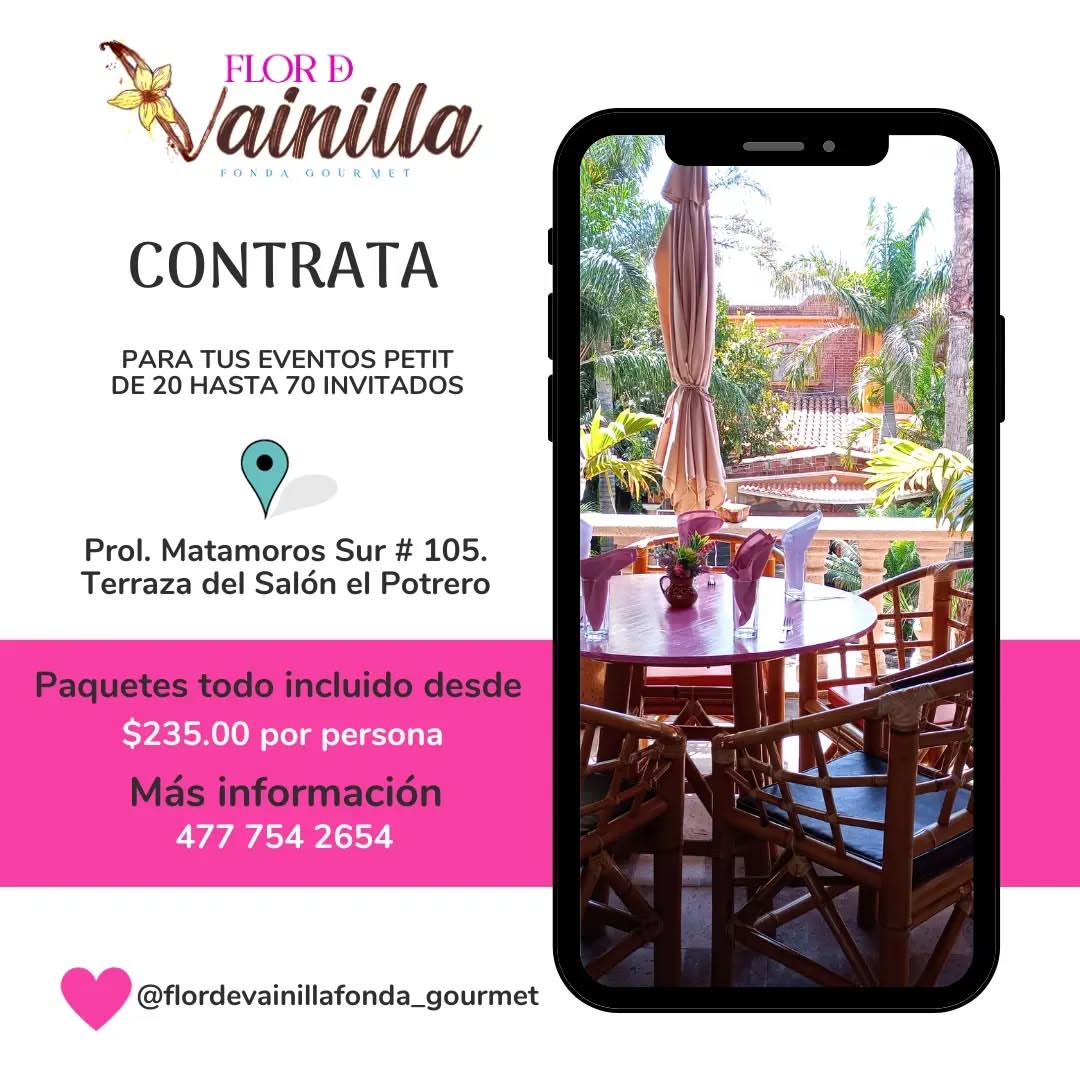 FLOR DE
Vainilla
FONDA GOURMET
CONTRATA
PARA TUS EVENTOS PETIT
DE 20 HASTA 70 INVITADOS
Prol. Matamoros Sur # 105.
Terraza del Salón el Potrero
Paquetes todo incluido desde
$235.00 por persona
Más información
477 754 2654
@flordevainillafonda_gourmet